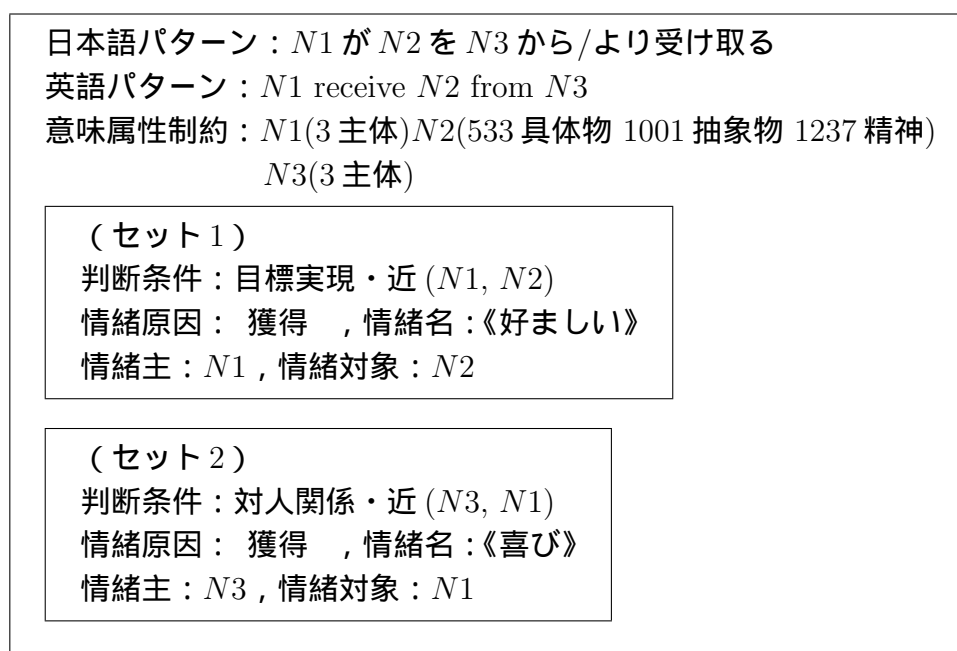 日本語パターン：N1 が N2 を N3 から/より受け取る
英語パターン：N1 receive N2 from N3
意味属性制約：N1(3 主体)N2(533 具体物 1001 抽象物 1237 精神)
N3(3 主体)
（セット 1）
判断条件：目標実現・近 (N1, N2)
情緒原因： 獲得 ，情緒名：《好ましい》
情緒主：N1，情緒対象：N2
（セット 2）
判断条件：対人関係・近 (N3, N1)
情緒原因： 獲得 ，情緒名：《喜び》
情緒主：N3，情緒対象：N1